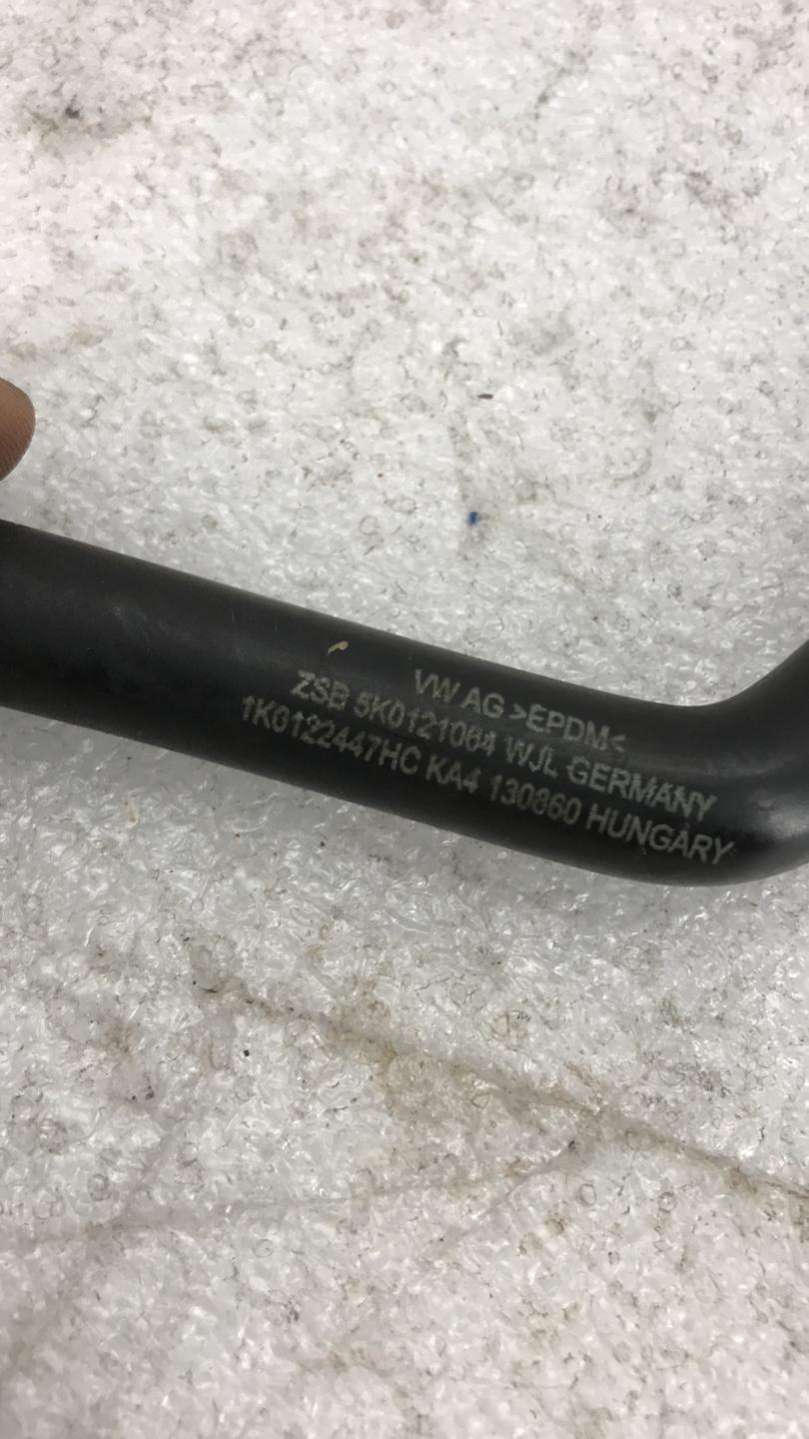 VW AG >EPDM<
ZSB 5K0121064 WJL GERMANY
1K0122447HC KA4 130860 HUNGARY